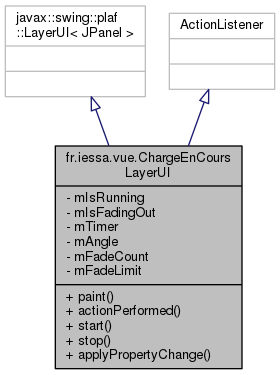 javax::swing::plaf
::LayerUI< JPanel >
ActionListener
fr.iessa.vue.ChargeEnCours
LayerUI
- mIsRunning
- mIsFadingOut
- mTimer
- mAngle
- mFadeCount
- mFadeLimit
+ paint()
+ actionPerformed()
+ start()
+ stop()
+ applyPropertyChange()